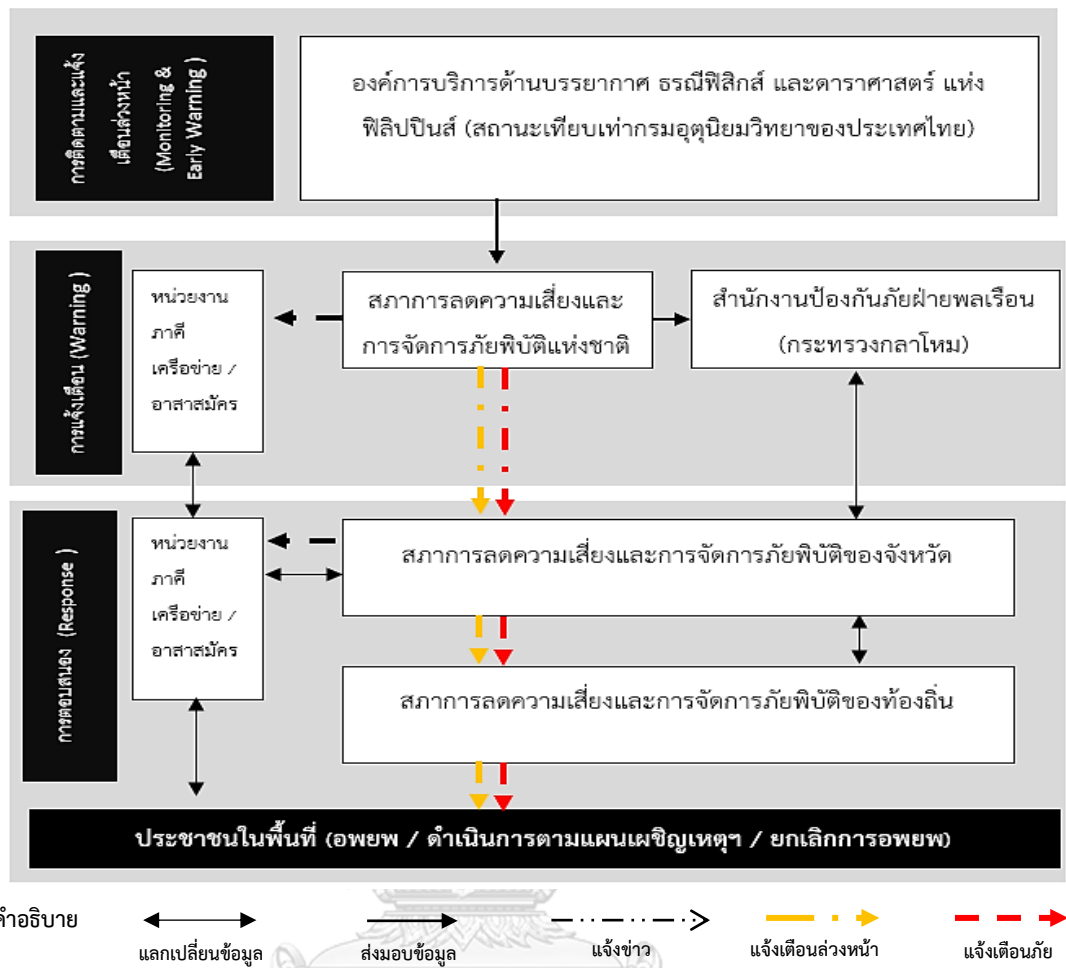 การติดตามและแจ้ง
เตือนล่วงหน้า
(Monitoring &
Early Warning )
องค์การบริการด้านบรรยากาศ ธรณีฟิสิกส์ และดาราศาสตร์ แห่ง
ฟิลิปปินส์ (สถานะเทียบเท่ากรมอุตุนิยมวิทยาของประเทศไทย)
การแจ้งเตือน (Warning )
หน่วยงาน
ภาคี
เครือข่าย /
อาสาสมัคร
สภาการลดความเสี่ยงและ
การจัดการภัยพิบัติแห่งชาติ
สำนักงานป้องกันภัยฝ่ายพลเรือน
(กระทรวงกลาโหม)
การตอบสนอง (Response )
หน่วยงาน
ภาคี
เครือข่าย /
อาสาสมัคร
สภาการลดความเสี่ยงและการจัดการภัยพิบัติของจังหวัด
สภาการลดความเสี่ยงและการจัดการภัยพิบัติของท้องถิ่น
ประชาชนในพื้นที่ (อพยพ / ดำเนินการตามแผนเผชิญเหตุฯ / ยกเลิกการอพยพ)
คำอธิบาย
แลกเปลี่ยนข้อมูล
ส่งมอบข้อมูล
แจ้งข่าว
แจ้งเตือนล่วงหน้า
แจ้งเตือนภัย